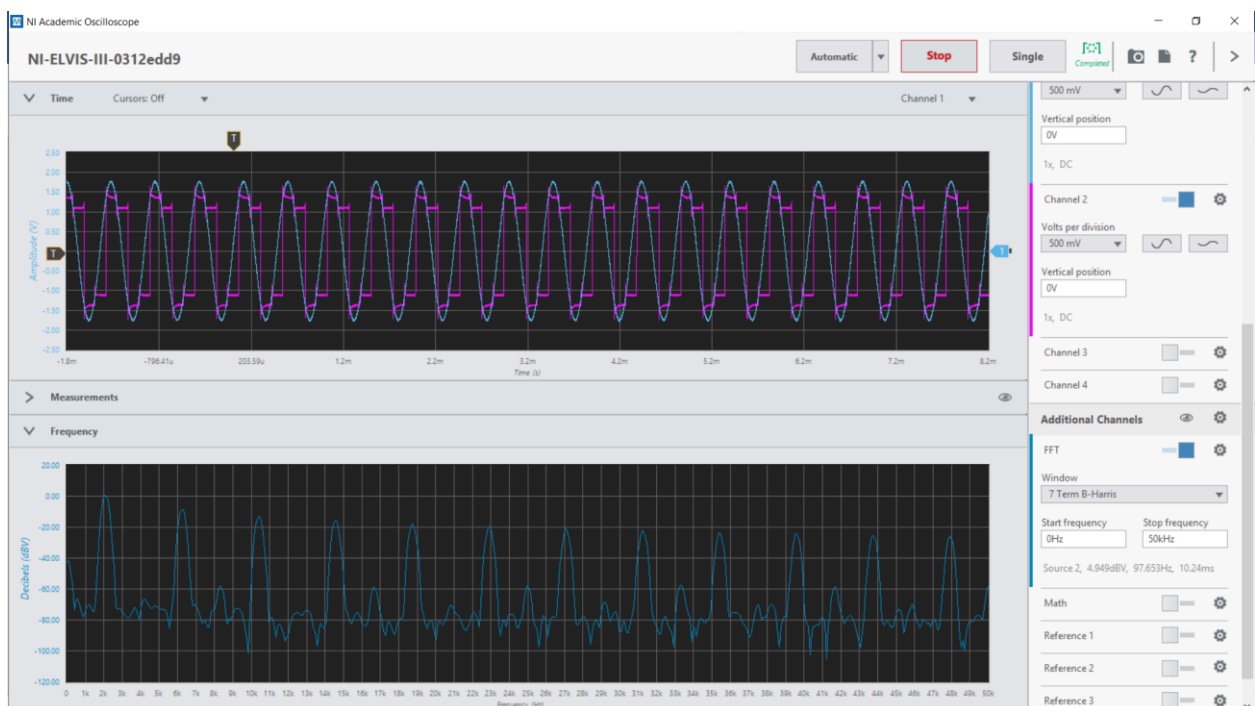 NI Academic Oscilloscope
NI-ELVIS-III-0312edd9
Automatic
Stop
Single
Completed
?
Time
Cursors: Off
Channel 1
T
2.50
2.00
1.50
1.00
0.50
T
-0.50
-1.00
-1.50
-2.00
-2.50
Amplitude (V)
1
-1.8m -796.41u 203.59u 1.2m 2.2m 3.2m 4.2m 5.2m 6.2m 7.2m 8.2m
Time (s)
Measurements
Frequency
20.00
0.00
-20.00
-40.00
-60.00
-80.00
-100.00
-120.00
Decibels (dBV)
0 1k 2k 3k 4k 5k 6k 7k 8k 9k 10k 11k 12k 13k 14k 15k 16k 17k 18k 19k 20k 21k 22k 23k 24k 25k 26k 27k 28k 29k 30k 31k 32k 33k 34k 35k 36k 37k 38k 39k 40k 41k 42k 43k 44k 45k 46k 47k 48k 49k 50k
Frequency (Hz)
500 mV
Vertical position
0V
1x, DC
Channel 2
Volts per division
500 mV
Vertical position
0V
1x, DC
Channel 3
Channel 4
Additional Channels
FFT
Window
7 Term B-Harris
Start frequency Stop frequency
0Hz 50kHz
Source 2, 4.949dBV, 97.653Hz, 10.24ms
Math
Reference 1
Reference 2
Reference 3